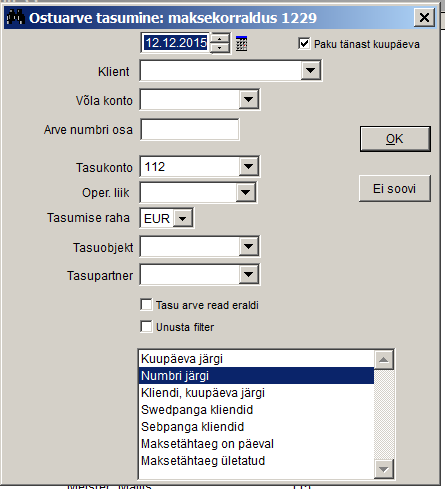 Ostuarve tasumine: maksekorraldus 1229
12.12.2015
Paku tänast kuupäeva
Klient
Võla konto
Arve numbri osa
OK
Tasukonto 112
Oper. liik
Ei soovi
Tasumise raha EUR
Tasuobjekt
Tasupartner
Tasu arve read eraldi
Unusta filter
Kuupäeva järgi
Numbri järgi
Kliendi, kuupäeva järgi
Swedpanga kliendid
Sebpanga kliendid
Maksetähtaeg on päeval
Maksetähtaeg ületatud